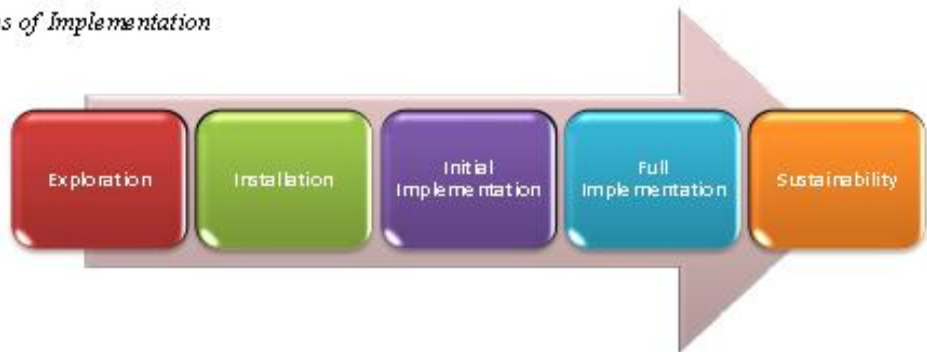 of Implementation
Exploration
Installation
Initial
Implementation
Full
Implementation
Sustainability